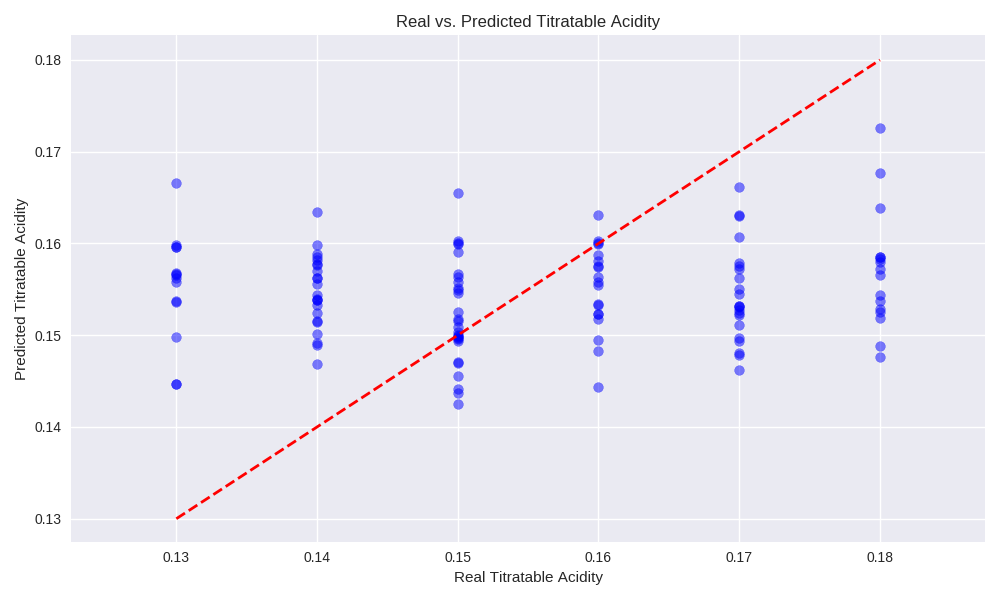 Real vs. Predicted Titratable Acidity
Predicted Titratable Acidity
0.18
0.17
0.16
0.15
0.14
0.13
0.13 0.14 0.15 0.16 0.17 0.18
Real Titratable Acidity